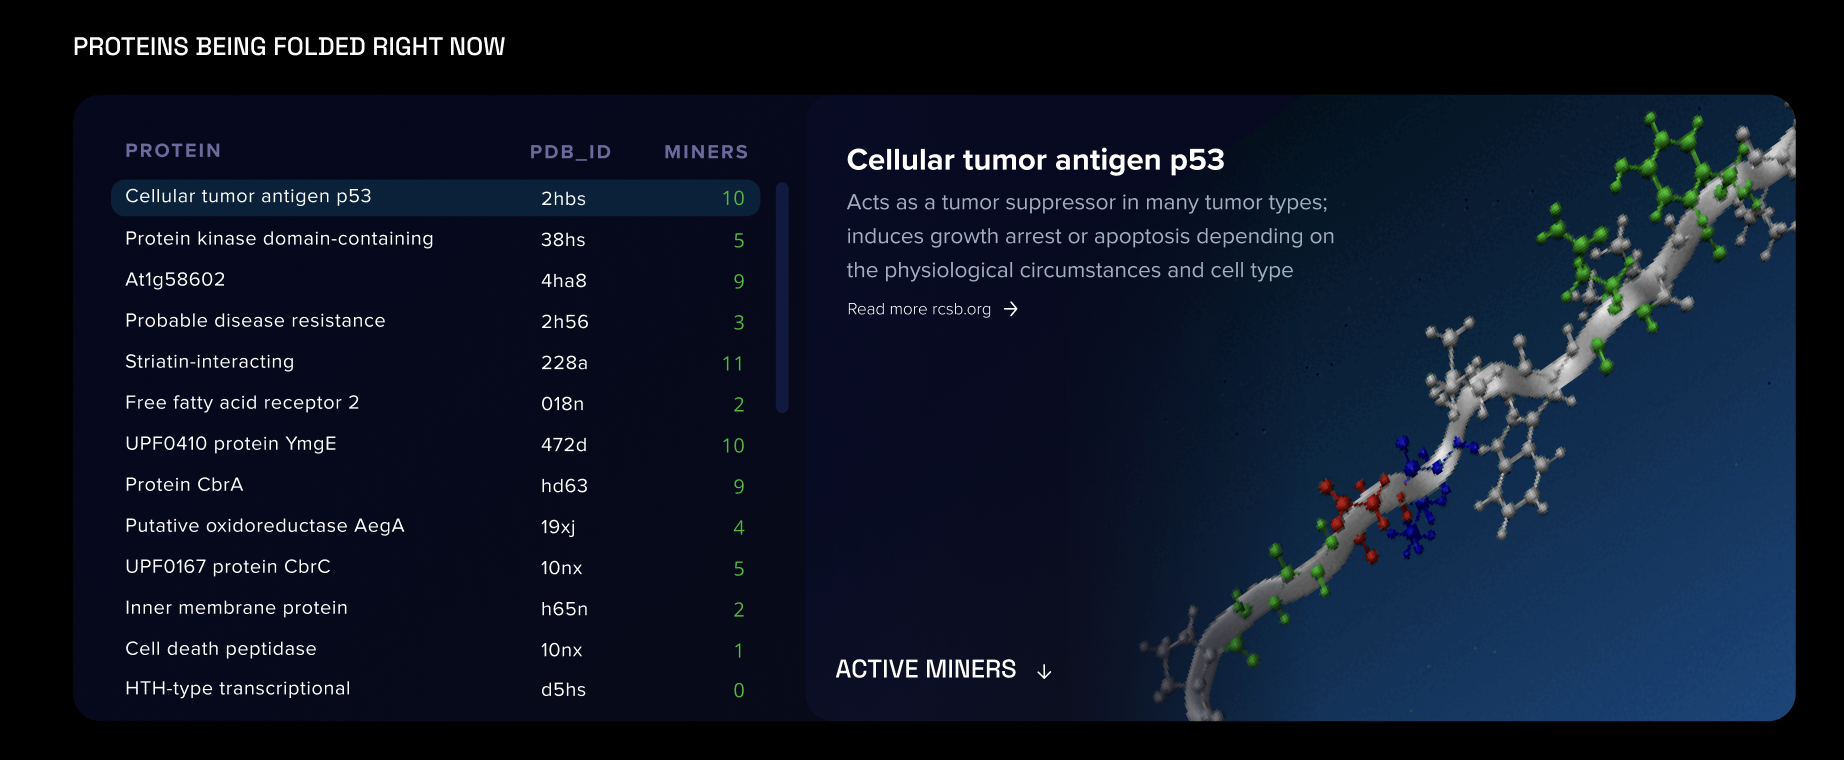 PROTEINS BEING FOLDED RIGHT NOW
PROTEIN PDB_ID MINERS
Cellular tumor antigen p53 2hbs 10
Protein kinase domain-containing 38hs 5
At1g58602 4ha8 9
Probable disease resistance 2h56 3
Striatin-interacting 228a 11
Free fatty acid receptor 2 018n 2
UPF0410 protein YmgE 472d 10
Protein CbrA hd63 9
Putative oxidoreductase AegA 19xj 4
UPF0167 protein CbrC 10nx 5
Inner membrane protein h65n 2
Cell death peptidase 10nx 1
HTH-type transcriptional d5hs 0
Cellular tumor antigen p53
Acts as a tumor suppressor in many tumor types;
induces growth arrest or apoptosis depending on
the physiological circumstances and cell type
Read more rcsb.org →
ACTIVE MINERS ↓